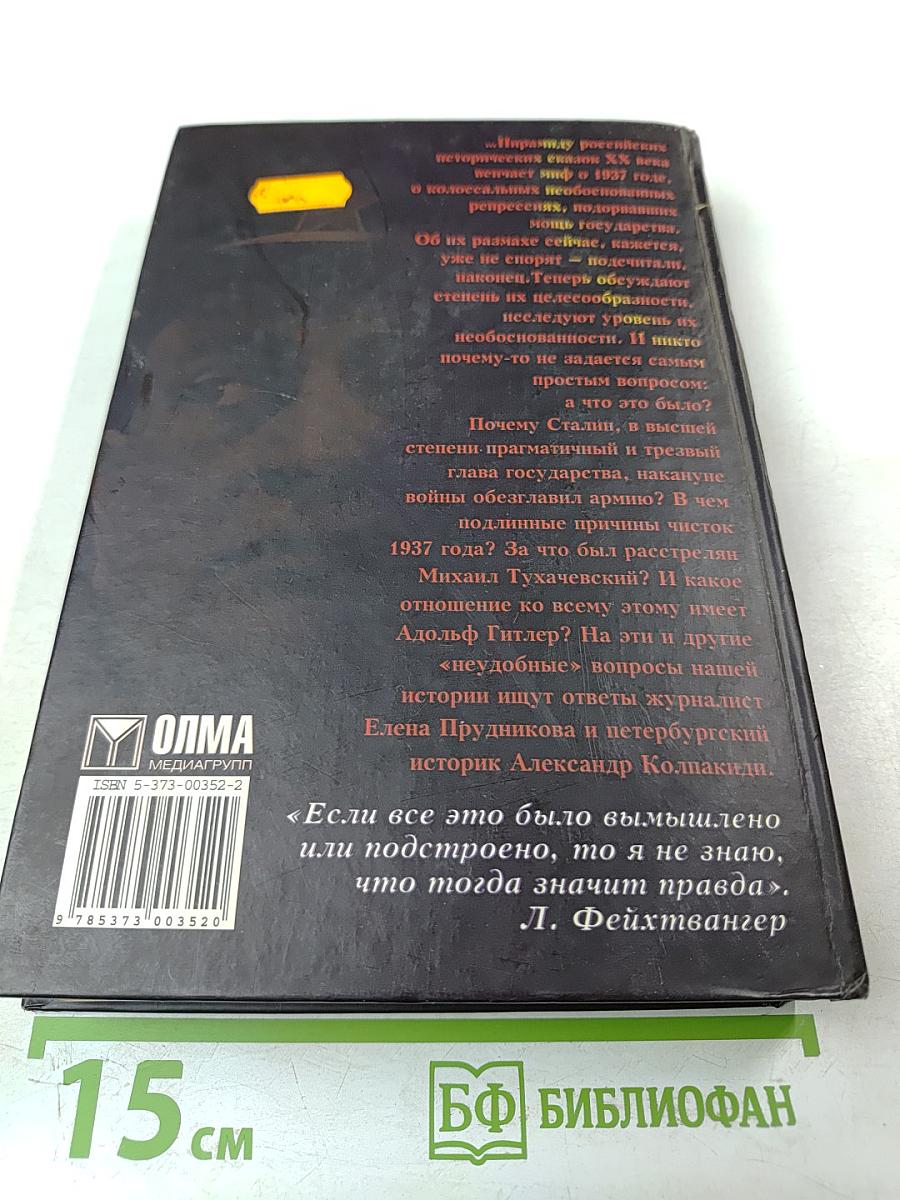 ...Пирамиду российских
исторических сказок XX века
венчает миф о 1937 годе,
о колоссальных необоснованных
репрессиях, подорвавших
мощь государства.
Об их размахе сейчас, кажется,
уже не спорят – подсчитали,
наконец.Теперь обсуждают
степень их целесообразности,
исследуют уровень их
необоснованности. И никто
почему-то не задается самым
простым вопросом:
а что это было?
Почему Сталин, в высшей
степени прагматичный и трезвый
глава государства, накануне
войны обезглавил армию? В чем
подлинные причины чисток
1937 года? За что был расстрелян
Михаил Тухачевский? И какое
отношение ко всему этому имеет
Адольф Гитлер? На эти и другие
«неудобные» вопросы нашей
истории ищут ответы журналист
Елена Прудникова и петербургский
историк Александр Колпакиди.
«Если все это было вымышлено
или подстроено, то я не знаю,
что тогда значит правда».
Л. Фейхтвангер
ОЛМА
МЕДИАГРУПП
ISBN 5-373-00352-2
9 785373 003520
15 см
БФ БИБЛИОФАН